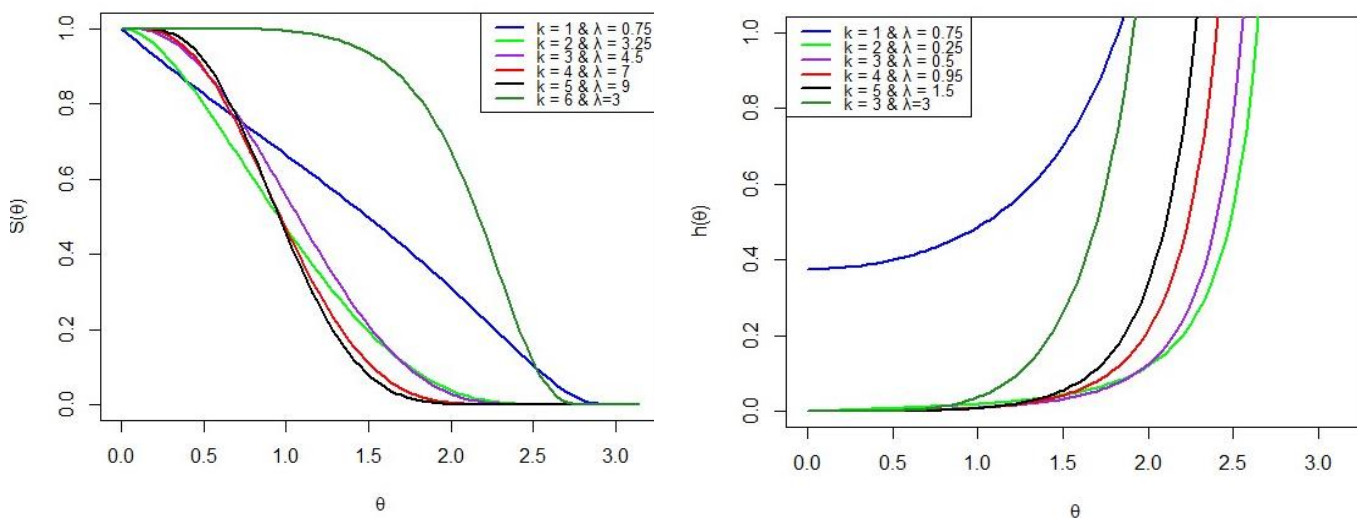 k = 1 & λ = 0.75
k = 2 & λ = 3.25
k = 3 & λ = 4.5
k = 4 & λ = 7
k = 5 & λ = 9
k = 6 & λ=3
S(θ)
1.0
0.8
0.6
0.4
0.2
0.0
0.0 0.5 1.0 1.5 2.0 2.5 3.0
θ
k = 1 & λ = 0.75
k = 2 & λ = 0.25
k = 3 & λ = 0.5
k = 4 & λ = 0.95
k = 5 & λ = 1.5
k = 3 & λ=3
h(θ)
1.0
0.8
0.6
0.4
0.2
0.0
0.0 0.5 1.0 1.5 2.0 2.5 3.0
θ